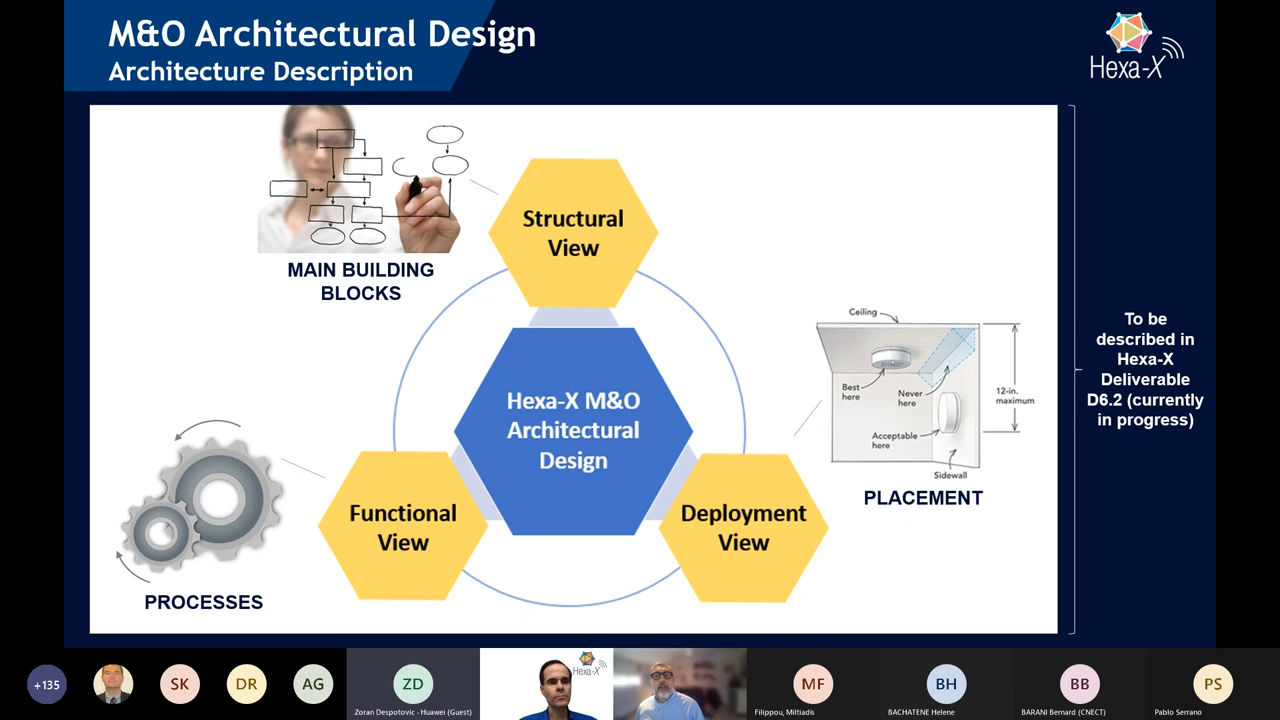 M&O Architectural Design
Architecture Description
Hexa-X
MAIN BUILDING
BLOCKS
Structural
View
Hexa-X M&O
Architectural
Design
Functional
View
Deployment
View
PROCESSES
Ceiling
Best
here
Never
here
12-in.
maximum
Acceptable
here
Sidewall
PLACEMENT
To be
described in
Hexa-X
Deliverable
D6.2 (currently
in progress)
+135
SK
DR
AG
ZD
Zoran Despotovic - Huawei (Guest)
Hexa-X
MF
Filippou, Miltiadis
BH
BACHATENE Helene
BB
BARANI Bernard (CNECT)
PS
Pablo Serrano